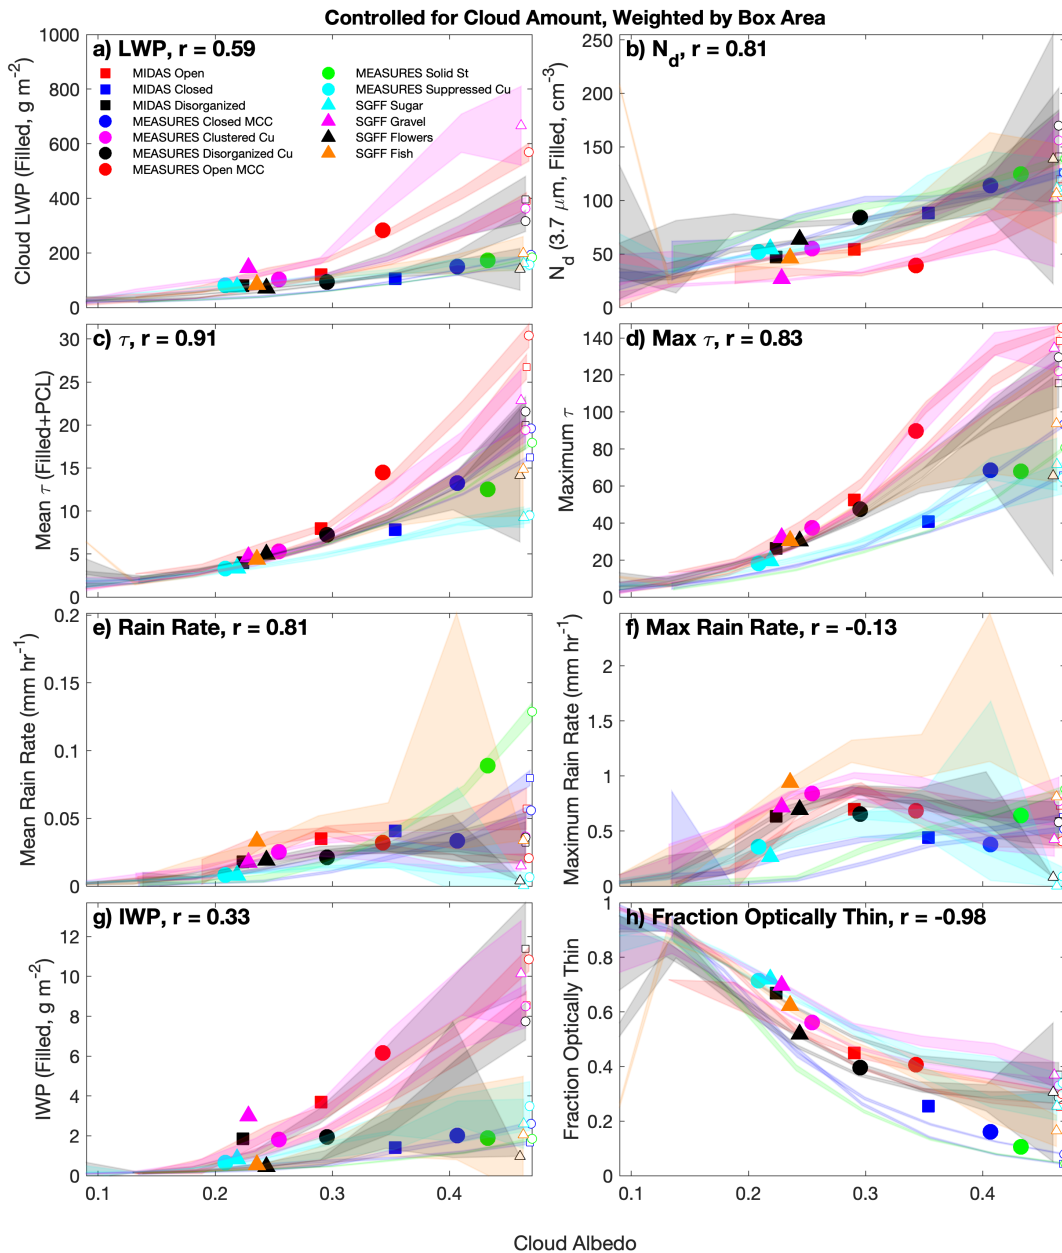 Controlled for Cloud Amount, Weighted by Box Area
a) LWP, r = 0.59
MIDAS Open
MIDAS Closed
MIDAS Disorganized
MEASURES Closed MCC
MEASURES Clustered Cu
MEASURES Disorganized Cu
MEASURES Open MCC
MEASURES Solid St
MEASURES Suppressed Cu
SGFF Sugar
SGFF Gravel
SGFF Flowers
SGFF Fish
Cloud LWP (Filled, g m-2)
1000
800
600
400
200
0
b) Nd, r = 0.81
Nd (3.7 μm, Filled, cm-3)
250
200
150
100
50
0
c) τ, r = 0.91
Mean τ (Filled+PCL)
30
25
20
15
10
5
0
d) Max τ, r = 0.83
Maximum τ
140
120
100
80
60
40
20
0
e) Rain Rate, r = 0.81
Mean Rain Rate (mm hr-1)
0.2
0.15
0.1
0.05
0
f) Max Rain Rate, r = -0.13
Maximum Rain Rate (mm hr-1)
2
1.5
1
0.5
0
g) IWP, r = 0.33
IWP (Filled, g m-2)
12
10
8
6
4
2
0
0.1 0.2 0.3 0.4
h) Fraction Optically Thin, r = -0.98
Fraction Optically Thin
1
0.8
0.6
0.4
0.2
0
0.1 0.2 0.3 0.4
Cloud Albedo